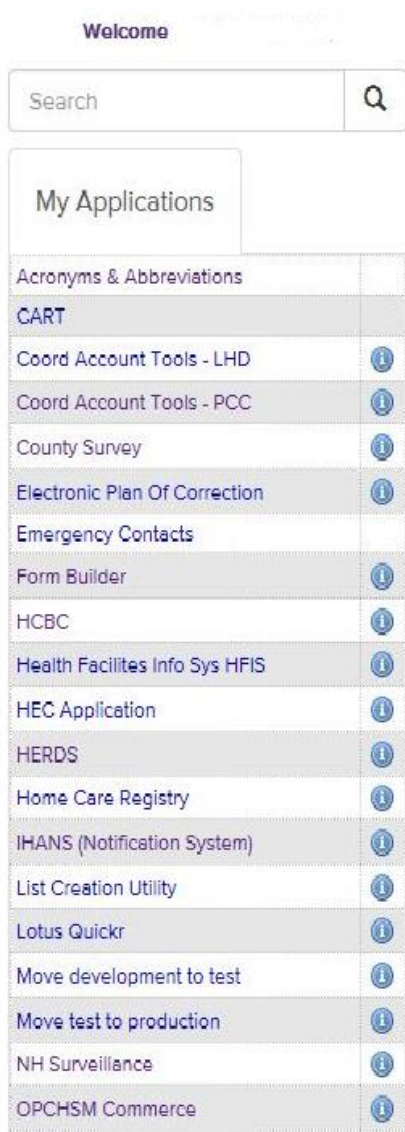 Welcome
Search
My Applications
Acronyms & Abbreviations
CART
Coord Account Tools - LHD
Coord Account Tools - PCC
County Survey
Electronic Plan Of Correction
Emergency Contacts
Form Builder
HCBC
Health Facilites Info Sys HFIS
HEC Application
HERDS
Home Care Registry
IHANS (Notification System)
List Creation Utility
Lotus Quickr
Move development to test
Move test to production
NH Surveillance
OPCHSM Commerce